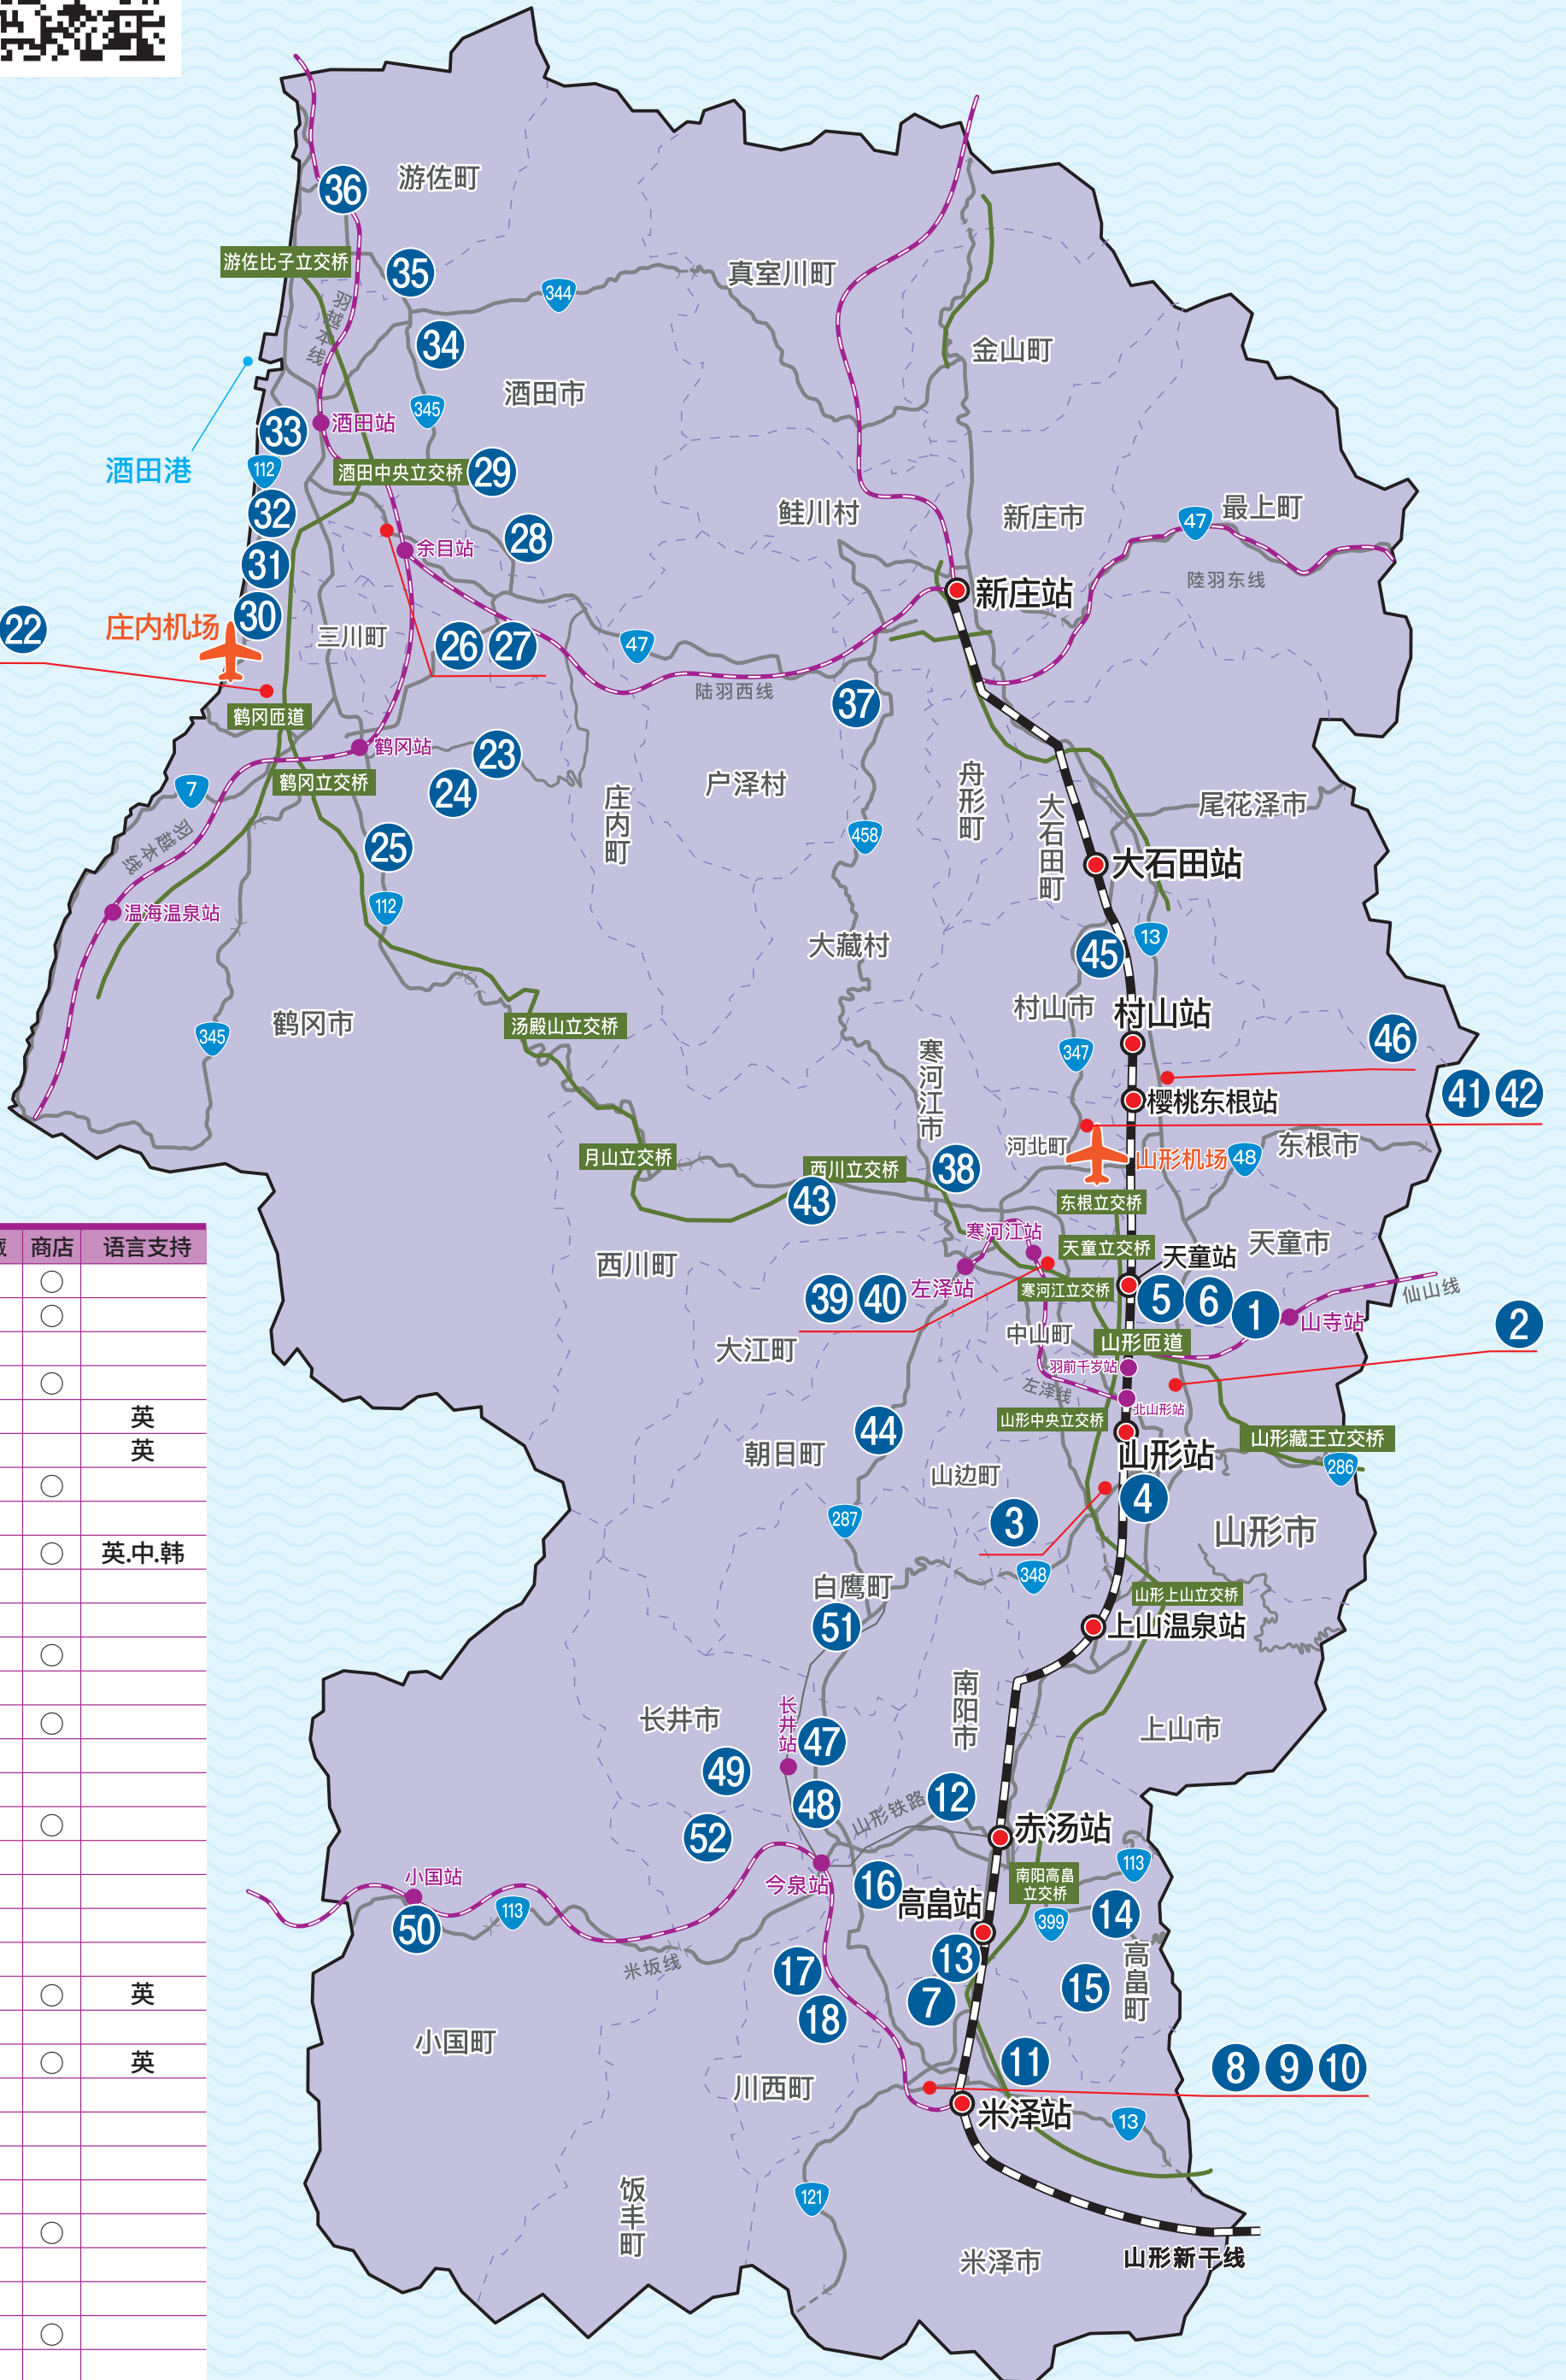 36
游佐町
游佐比子立交桥
35
344
真室川町
羽越本线
34
金山町
345
酒田市
33
酒田站
酒田港
112
酒田中央立交桥
29
32
鲑川村
新庄市
47
最上町
28
余目站
31
陸羽东线
新庄站
22
庄内机场
30
三川町
26
27
47
陆羽西线
37
鹤冈匝道
鹤冈站
23
鹤冈立交桥
24
7
庄内町
户泽村
舟形町
大石田町
尾花泽市
羽越本线
25
458
大石田站
112
温海温泉站
大藏村
45
13
鹤冈市
345
汤殿山立交桥
村山市
村山站
347
46
寒河江市
41
42
樱桃东根站
月山立交桥
西川立交桥
38
河北町
山形机场
48
东根市
43
东根立交桥
寒河江站
天童立交桥
天童站
天童市
西川町
左泽站
寒河江立交桥
39
40
5
6
1
仙山线
山寺站
2
大江町
中山町
山形匝道
羽前千岁站
左泽线
北山形站
山形中央立交桥
44
山形藏王立交桥
朝日町
山形站
286
山边町
4
287
3
山形市
348
白鹰町
山形上山立交桥
51
上山温泉站
南阳市
长井市
长井站
47
上山市
49
48
12
山形铁路
52
赤汤站
113
小国站
今泉站
16
南阳高畠
立交桥
高畠站
113
50
399
14
13
17
米坂线
15
高畠町
7
18
小国町
11
8
9
10
川西町
米泽站
13
121
饭丰町
米泽市
山形新干线
商店
语言支持
○
○
○
英
英
○
○ 英.中.韩
○
○
○
○ 英
○ 英
○
○